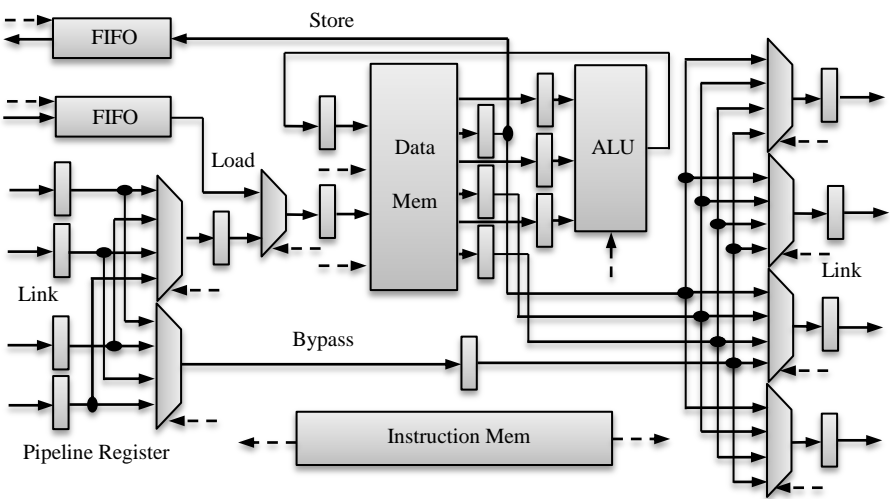 Store
FIFO
FIFO
Load
Data
Mem
ALU
Link
Link
Bypass
Instruction Mem
Pipeline Register